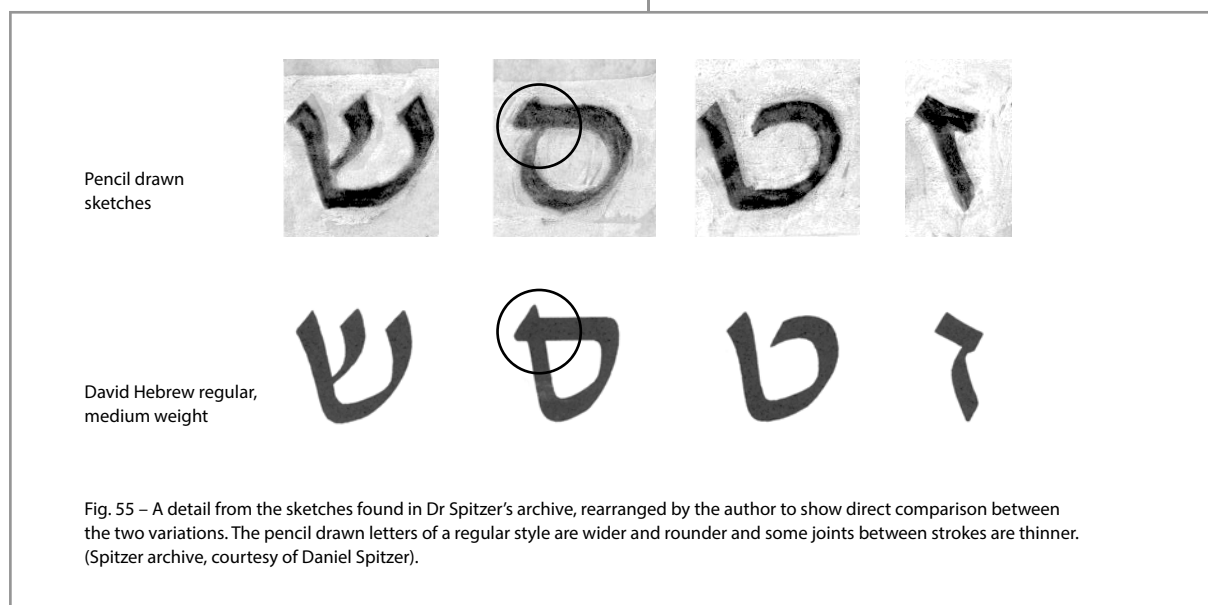 ש ס ט ז
Pencil drawn
sketches
ש ס ט ז
David Hebrew regular,
medium weight
Fig. 55 – A detail from the sketches found in Dr Spitzer’s archive, rearranged by the author to show direct comparison between
the two variations. The pencil drawn letters of a regular style are wider and rounder and some joints between strokes are thinner.
(Spitzer archive, courtesy of Daniel Spitzer).